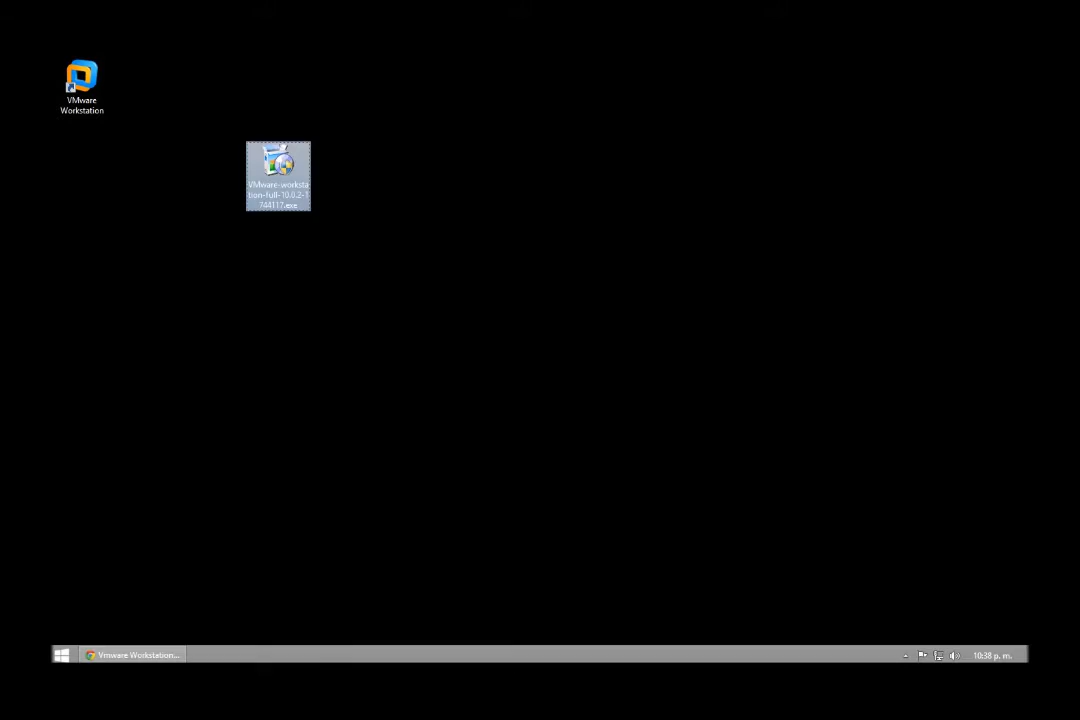 VMware
Workstation
VMware-worksta
tion-full-10.0.2-1
744117.exe
Vmware Workstation...
10:38 p. m.